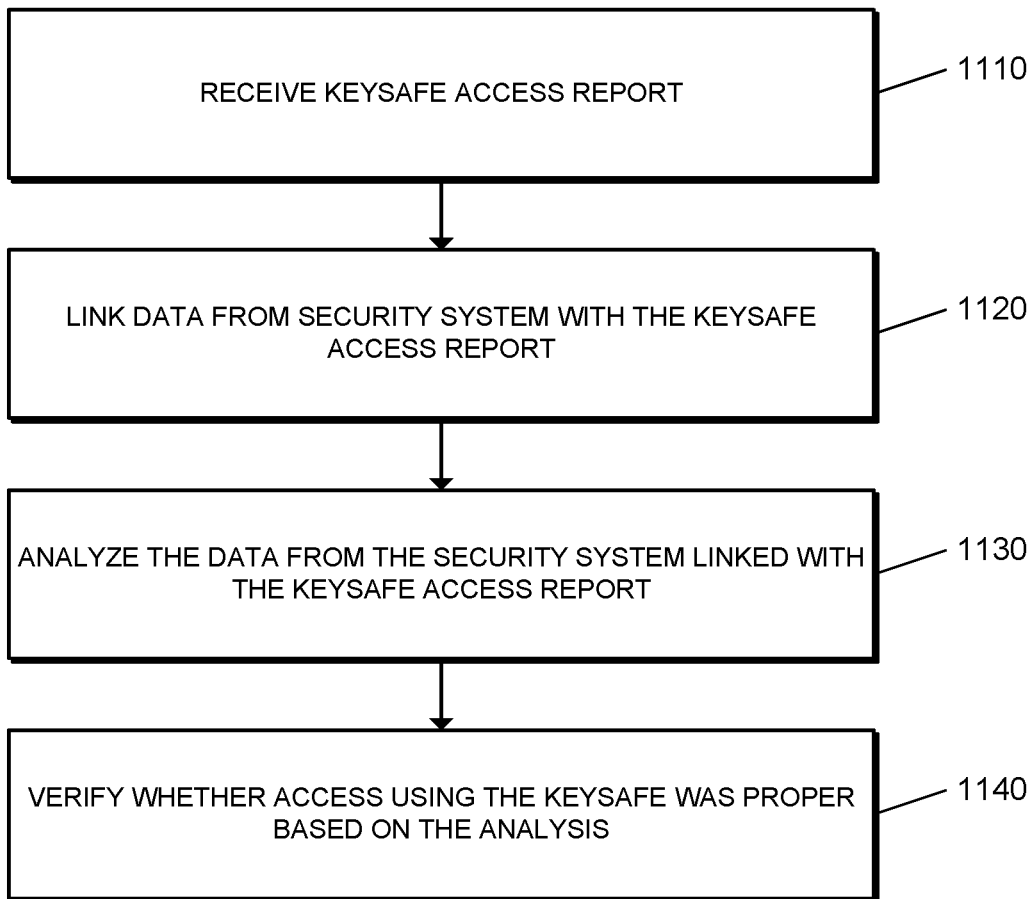 RECEIVE KEYSAFE ACCESS REPORT
1110
LINK DATA FROM SECURITY SYSTEM WITH THE KEYSAFE
ACCESS REPORT
1120
ANALYZE THE DATA FROM THE SECURITY SYSTEM LINKED WITH
THE KEYSAFE ACCESS REPORT
1130
VERIFY WHETHER ACCESS USING THE KEYSAFE WAS PROPER
BASED ON THE ANALYSIS
1140